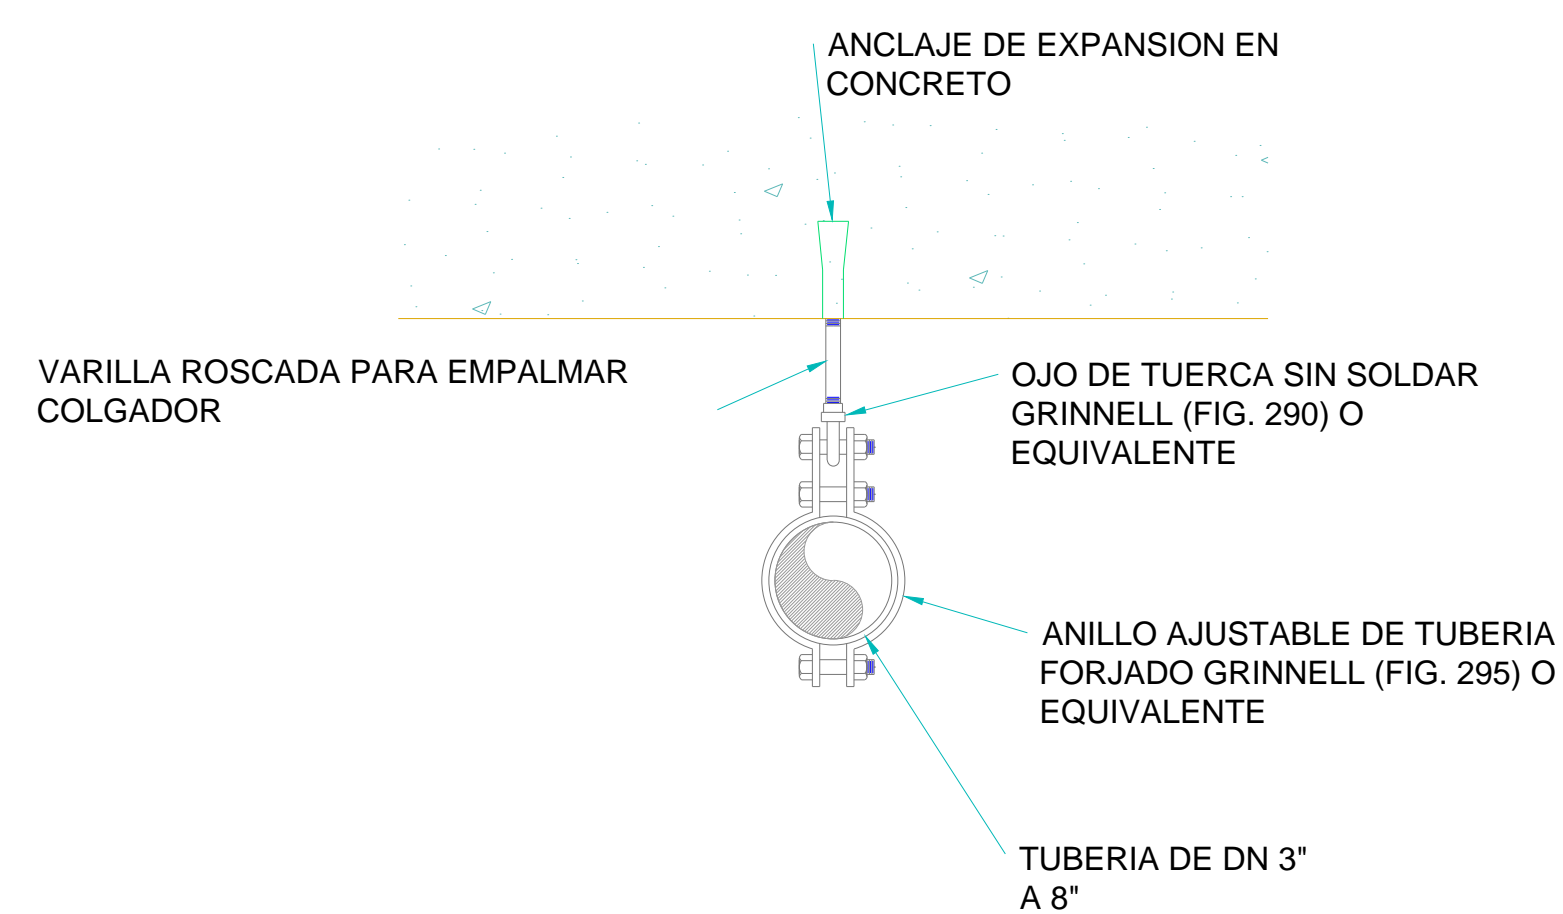 ANCLAJE DE EXPANSION EN
CONCRETO
VARILLA ROSCADA PARA EMPALMAR
COLGADOR
OJO DE TUERCA SIN SOLDAR
GRINNELL (FIG. 290) O
EQUIVALENTE
ANILLO AJUSTABLE DE TUBERIA
FORJADO GRINNELL (FIG. 295) O
EQUIVALENTE
TUBERIA DE DN 3"
A 8"